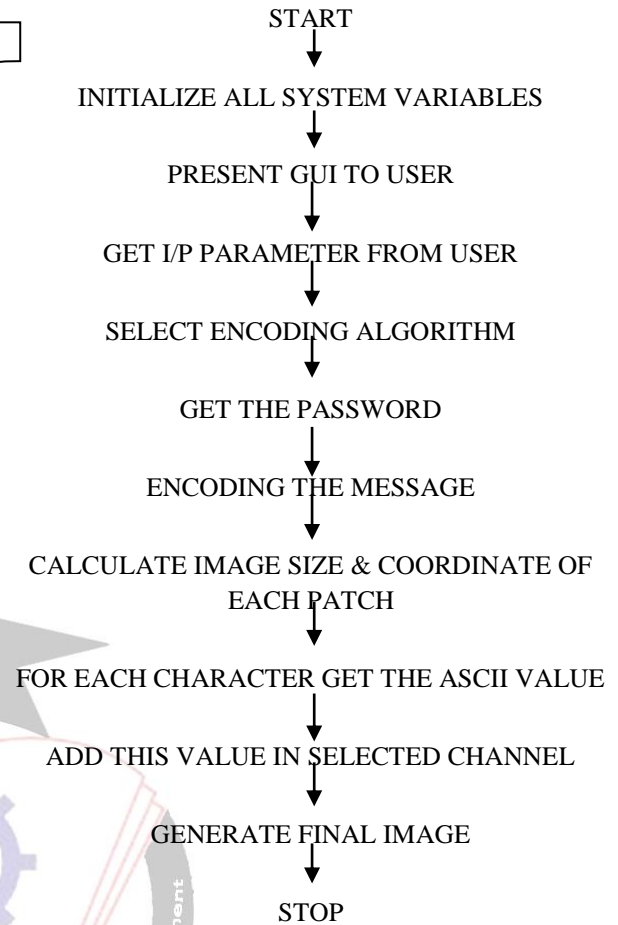 START
INITIALIZE ALL SYSTEM VARIABLES
PRESENT GUI TO USER
GET I/P PARAMETER FROM USER
SELECT ENCODING ALGORITHM
GET THE PASSWORD
ENCODING THE MESSAGE
CALCULATE IMAGE SIZE & COORDINATE OF
EACH PATCH
FOR EACH CHARACTER GET THE ASCII VALUE
ADD THIS VALUE IN SELECTED CHANNEL
GENERATE FINAL IMAGE
STOP
ment